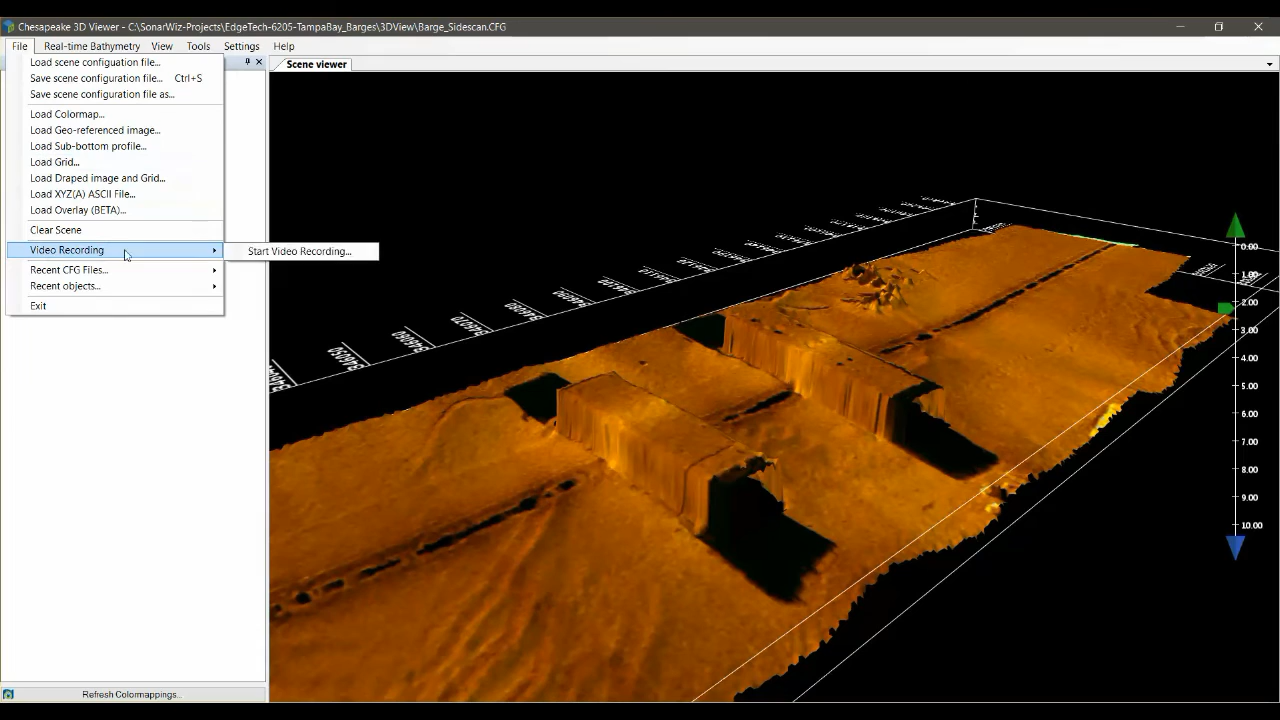 Chesapeake 3D Viewer - C:\SonarWiz-Projects\EdgeTech-6205-TampaBay_Barges\3DView\Barge_Sidescan.CFG
File Real-time Bathymetry View Tools Settings Help
Load scene configuation file...
Save scene configuration file... Ctrl+S
Save scene configuration file as...
Load Colormap...
Load Geo-referenced image...
Load Sub-bottom profile...
Load Grid...
Load Draped image and Grid...
Load XYZ(A) ASCII File...
Load Overlay (BETA)...
Clear Scene
Video Recording
Start Video Recording...
Recent CFG Files...
Recent objects...
Exit
Scene viewer
0.00
1.00
2.00
3.00
4.00
5.00
6.00
7.00
8.00
9.00
10.00
Refresh Colormappings...